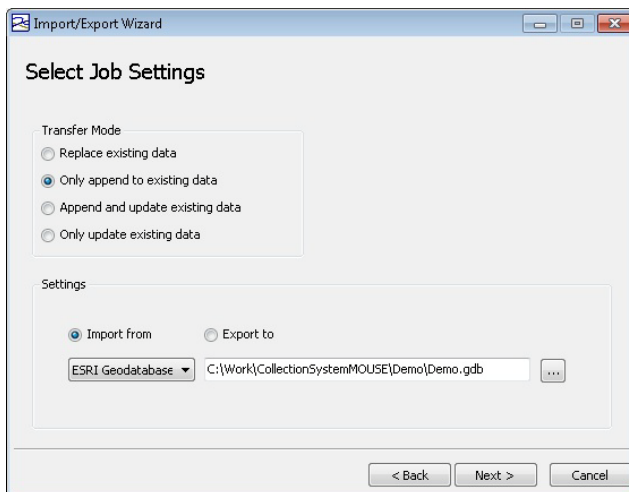 Import/Export Wizard
Select Job Settings
Transfer Mode
Replace existing data
Only append to existing data
Append and update existing data
Only update existing data
Settings
Import from Export to
ESRI Geodatabase C:\Work\CollectionSystemMOUSE\Demo\Demo.gdb ...
< Back Next > Cancel